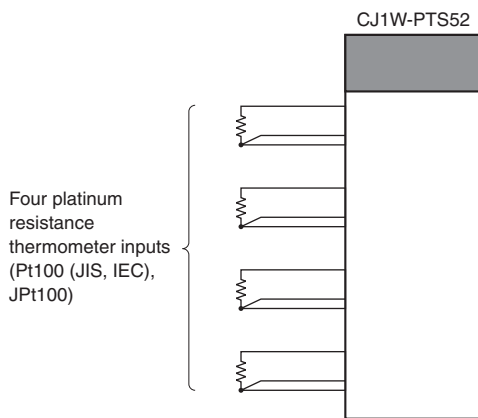 CJ1W-PTS52
Four platinum
resistance
thermometer inputs
(Pt100 (JIS, IEC),
JPt100)